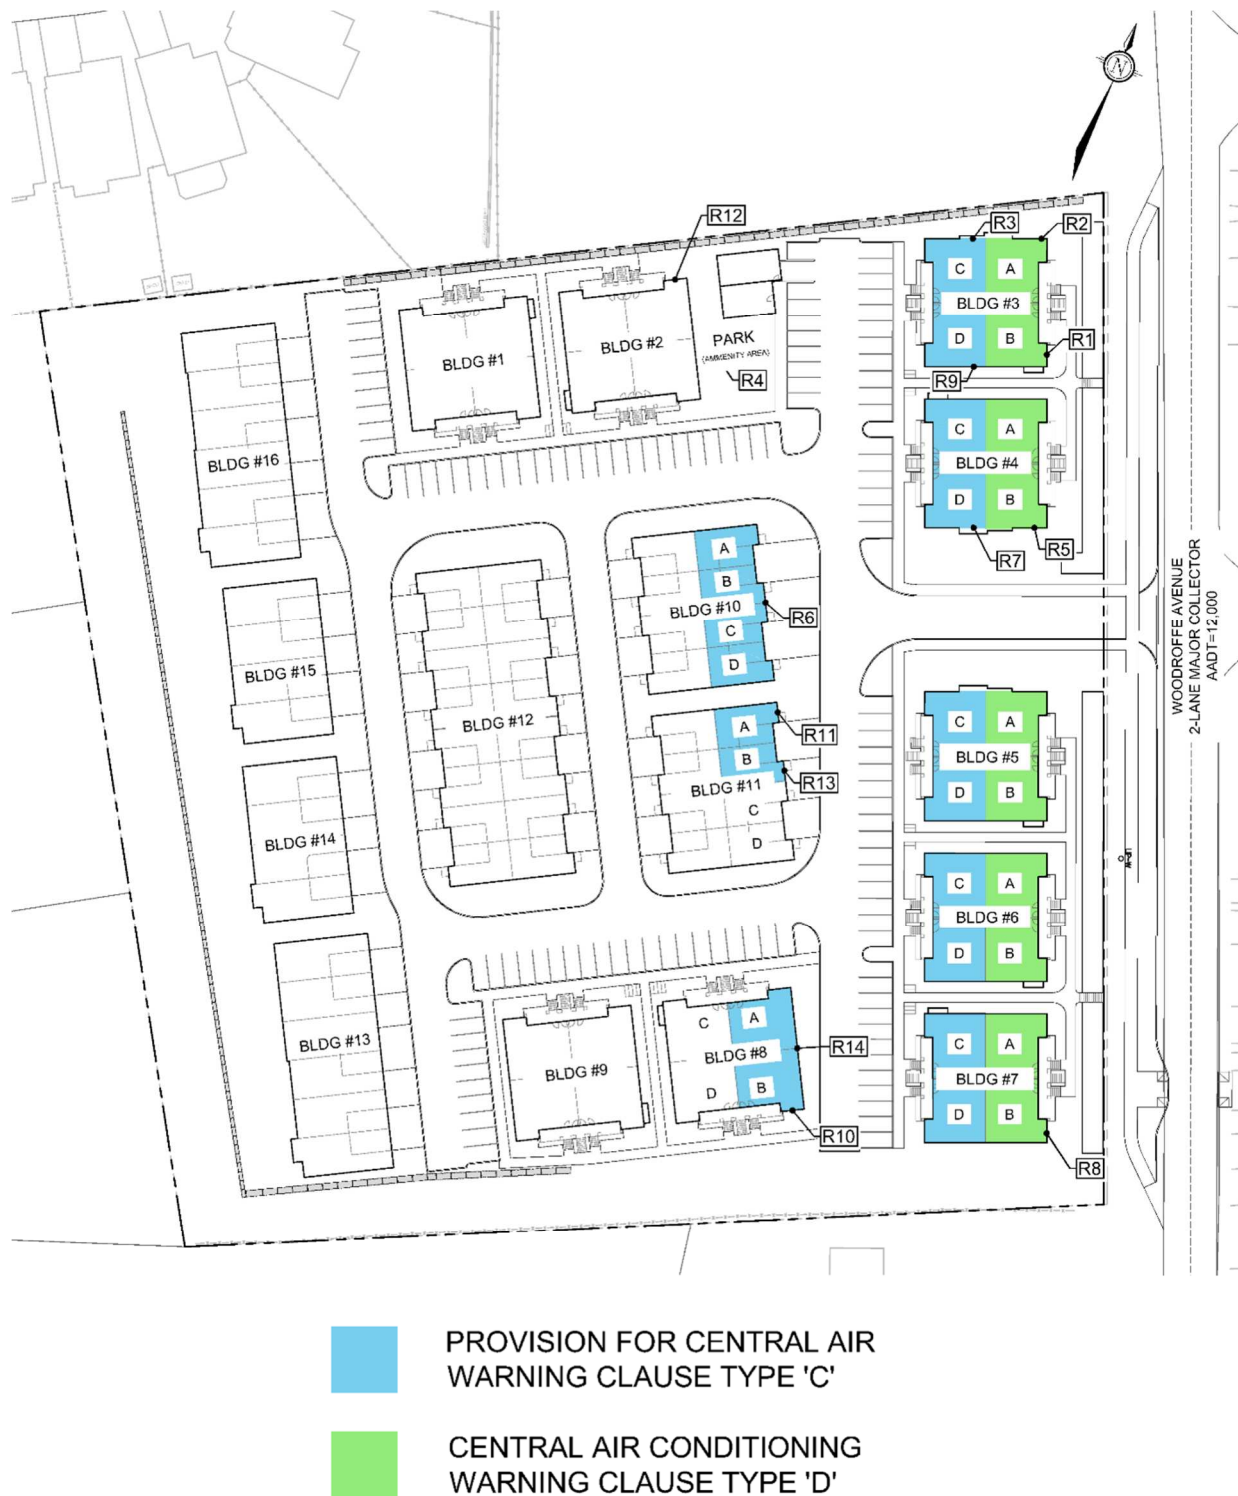 N
R12
R3
R2
C
A
BLDG #3
D
B
R1
R9
BLDG #1
BLDG #2
PARK
(AMMENITY AREA)
R4
C
A
BLDG #4
D
B
R7
R5
BLDG #16
A
B
BLDG #10
R6
C
D
WOODROFFE AVENUE
2-LANE MAJOR COLLECTOR
AADT=12,000
BLDG #15
BLDG #12
A
R11
B
R13
BLDG #11
C
D
C
A
BLDG #5
D
B
BLDG #14
C
A
BLDG #6
D
B
BLDG #13
BLDG #9
C
A
BLDG #8
R14
D
B
R10
C
A
BLDG #7
D
B
R8
PROVISION FOR CENTRAL AIR
WARNING CLAUSE TYPE 'C'
CENTRAL AIR CONDITIONING
WARNING CLAUSE TYPE 'D'